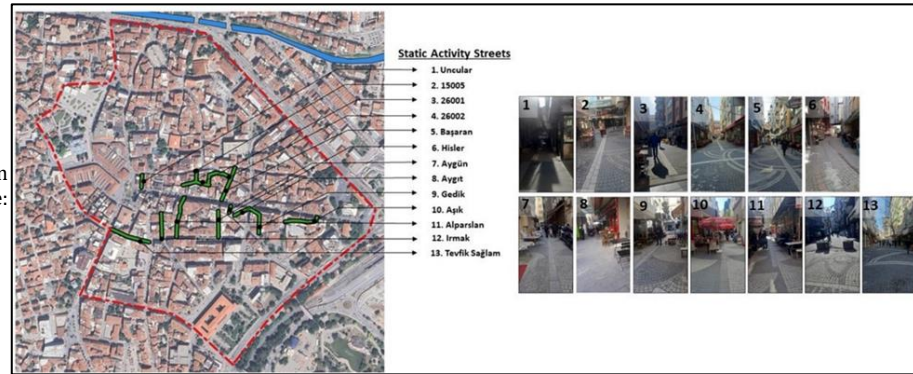 Static Activity Streets
1. Uncular
2. 15005
3. 26001
4. 26002
5. Başaran
6. Hisler
7. Aygün
8. Aygıt
9. Gedik
10. Aşık
11. Alparslan
12. Irmak
13. Tevfik Sağlam
1 2 3 4 5 6
7 8 9 10 11 12 13